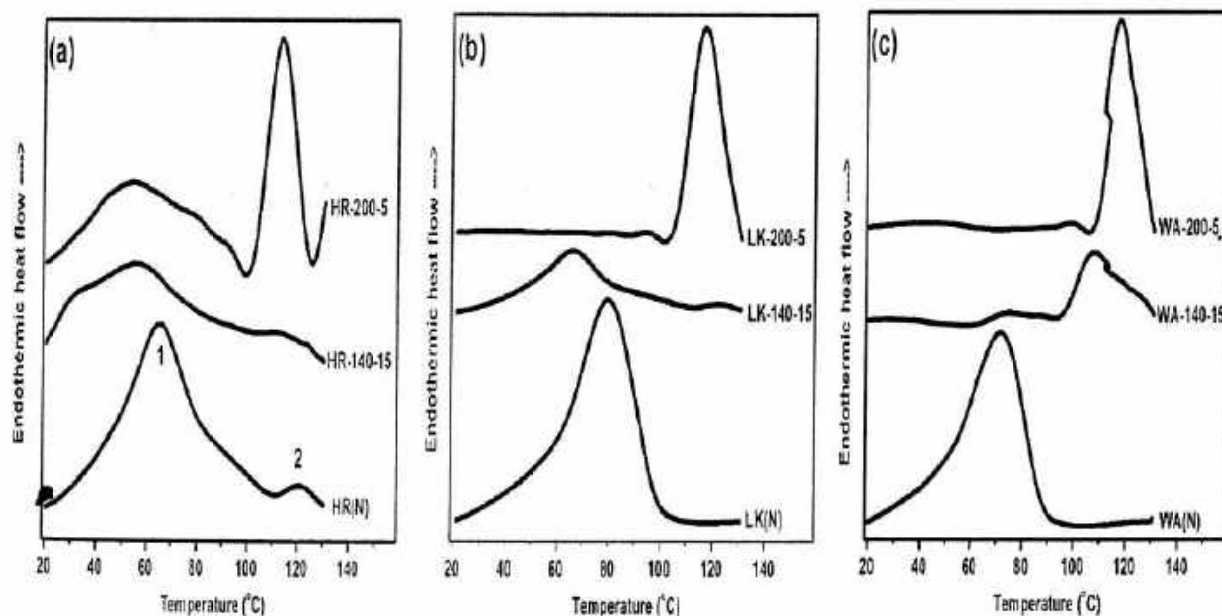 (a)
Endothermic heat flow ----->
HR-200-5
HR-140-15
1
2
HR(N)
20 40 60 80 100 120 140
Temperature (°C)
(b)
Endothermic heat flow ---->
LK-200-5
LK-140-15
LK(N)
20 40 60 80 100 120 140
Temperature (°C)
(c)
Endothermic heat flow ---->
WA-200-5
WA-140-15
WA(N)
20 40 60 80 100 120 140
Temperature (°C)